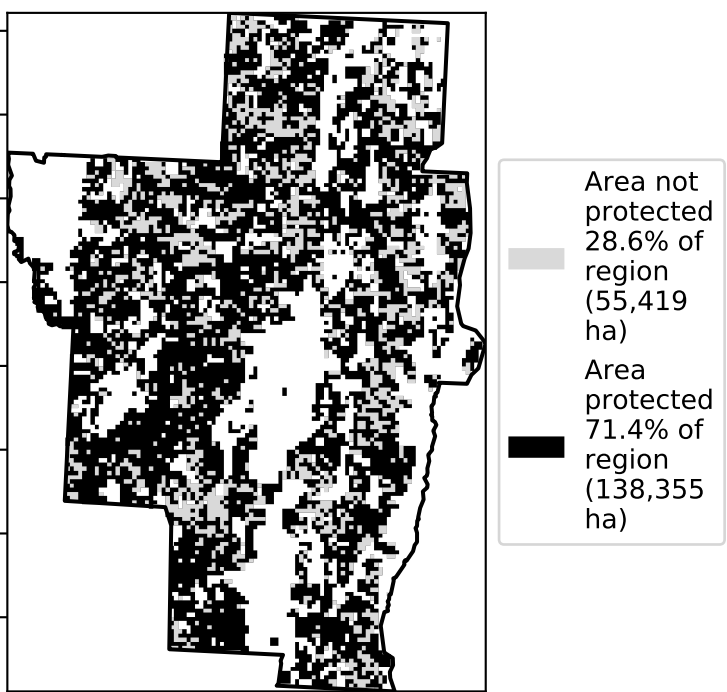 Area not
protected
28.6% of
region
(55,419
ha)
Area
protected
71.4% of
region
(138,355
ha)